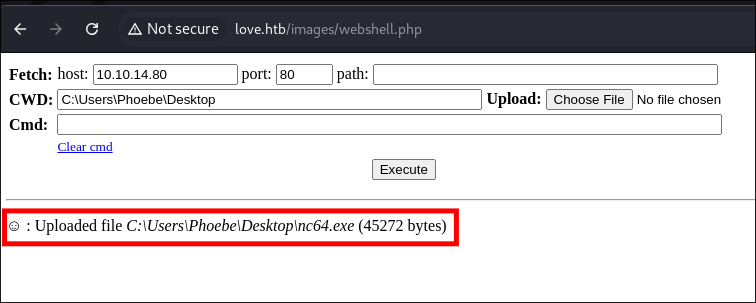 Not secure love.htb/images/webshell.php
Fetch: host: 10.10.14.80 port: 80 path:
CWD: C:\Users\Phoebe\Desktop Upload: Choose File No file chosen
Cmd:
Clear cmd
Execute
☺ : Uploaded file C:\Users\Phoebe\Desktop\nc64.exe (45272 bytes)